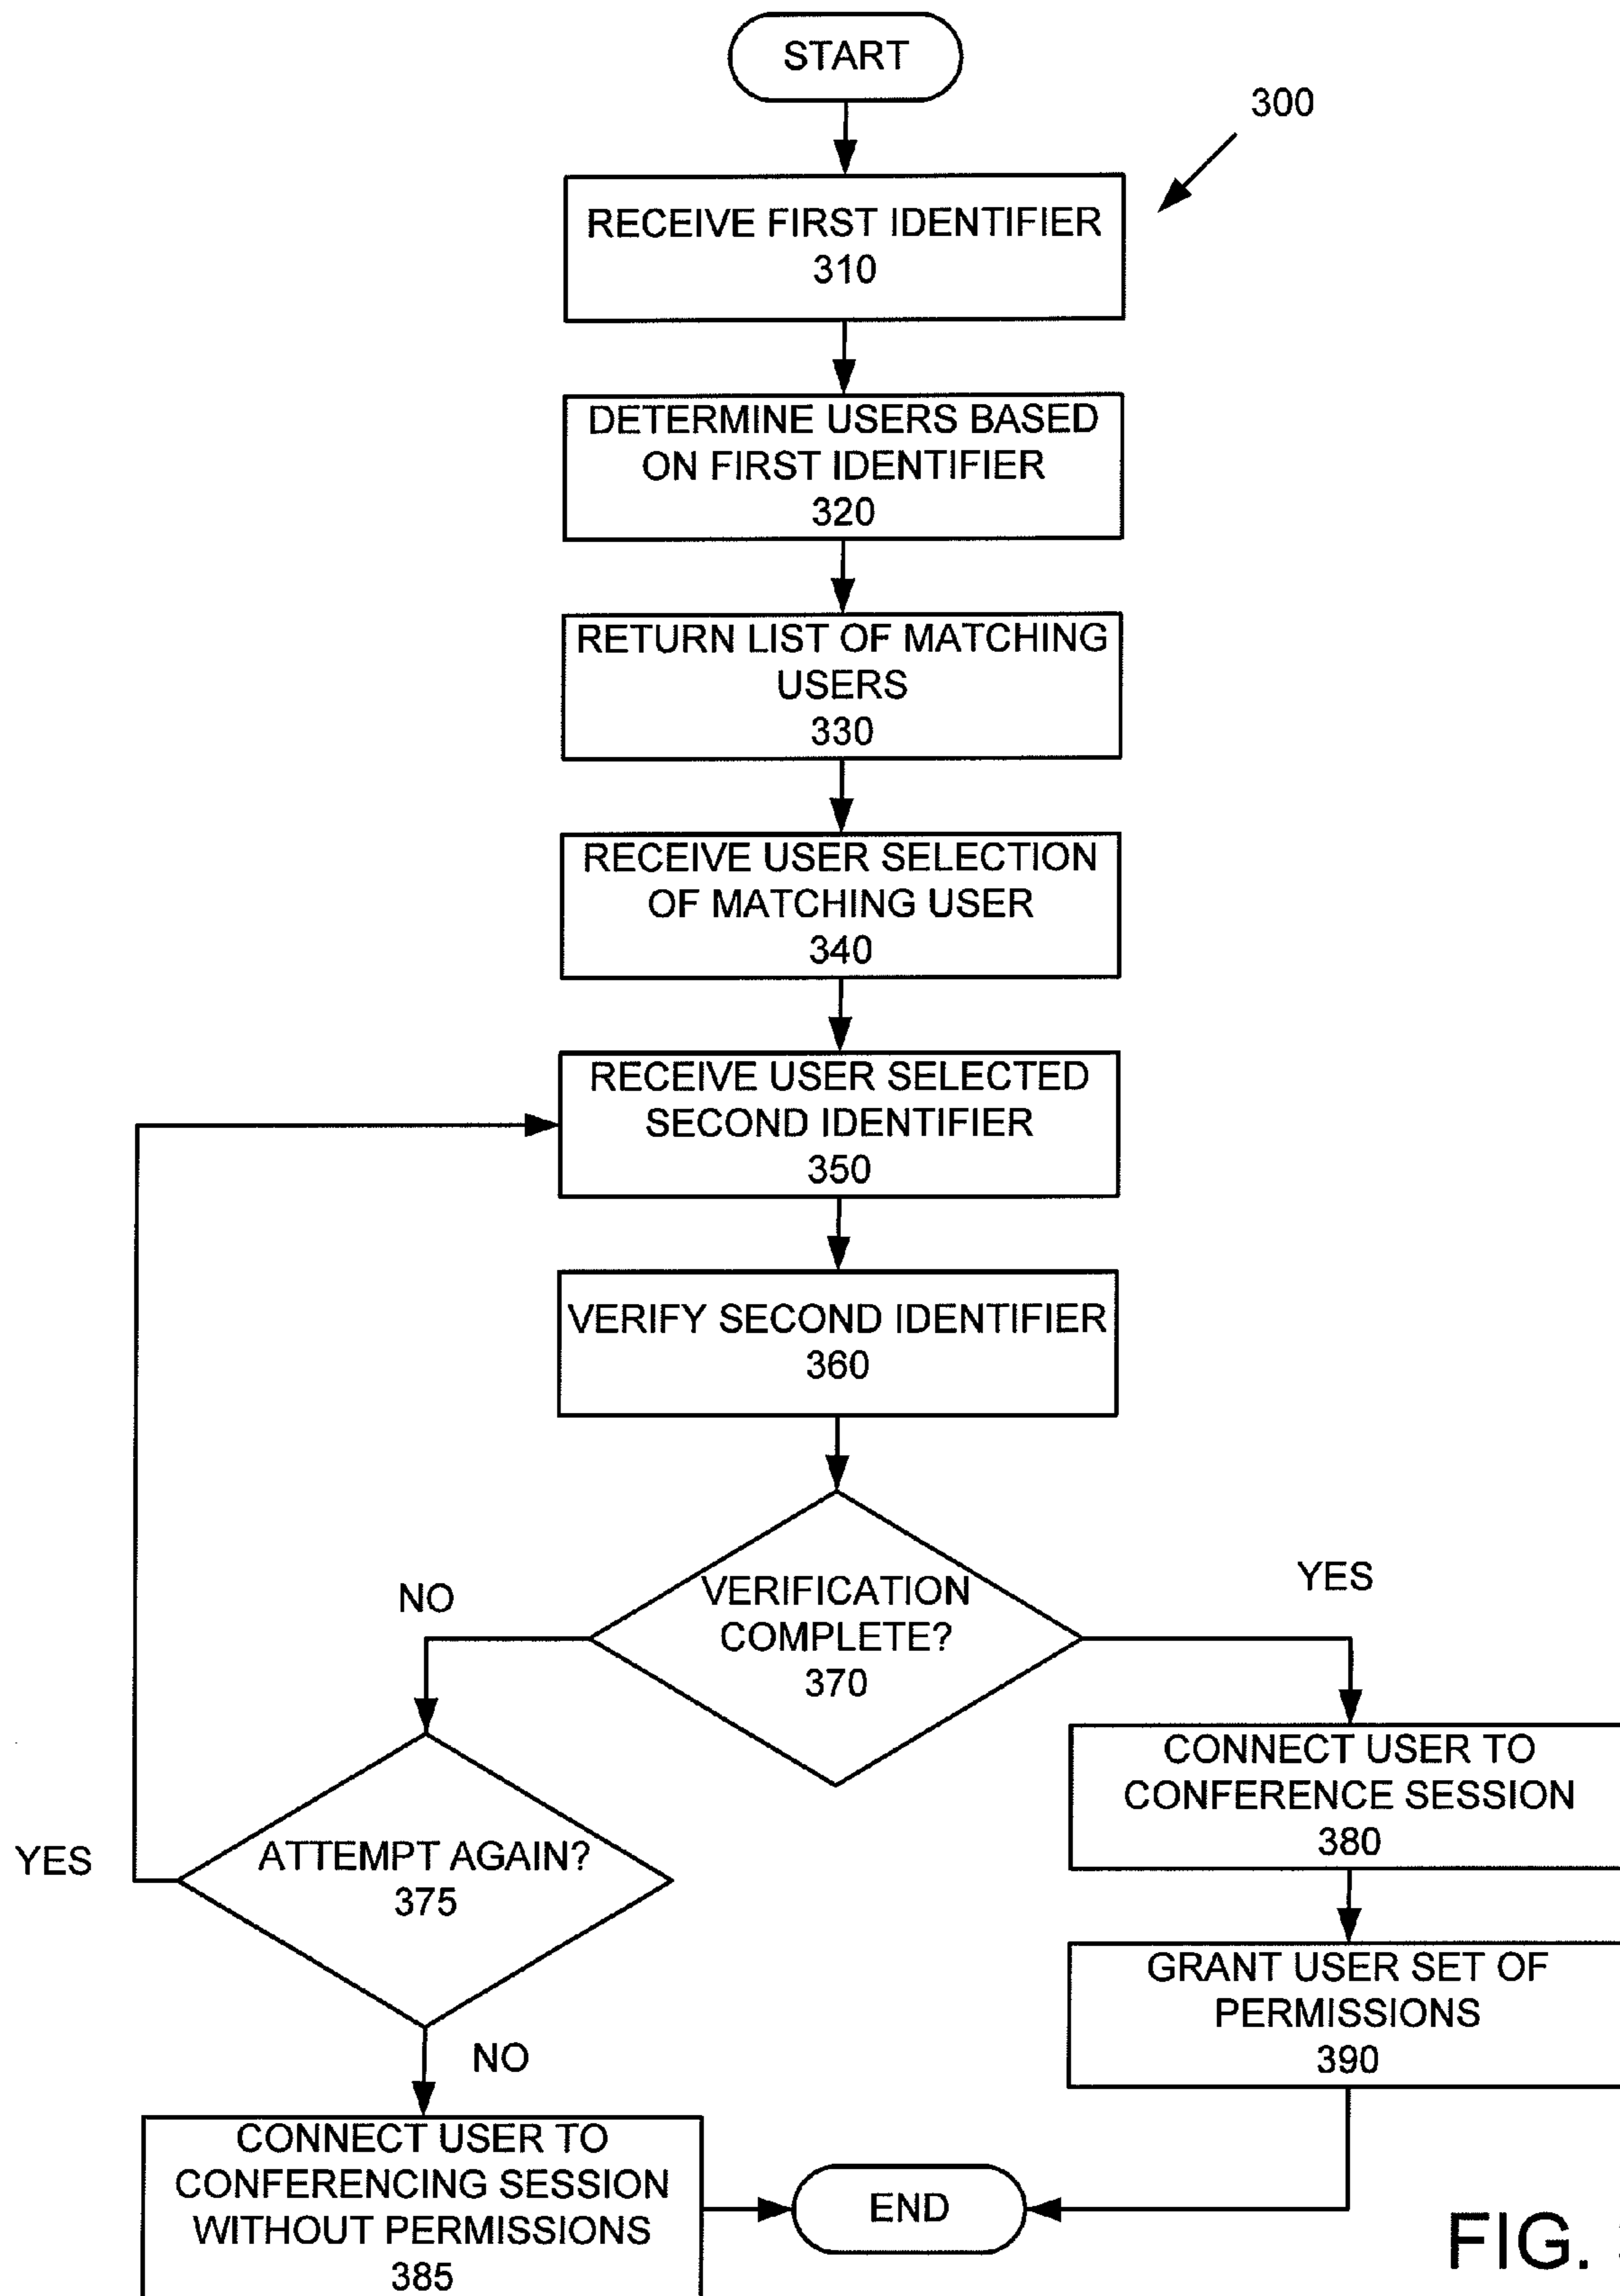 START
300
RECEIVE FIRST IDENTIFIER
310
DETERMINE USERS BASED
ON FIRST IDENTIFIER
320
RETURN LIST OF MATCHING
USERS
330
RECEIVE USER SELECTION
OF MATCHING USER
340
RECEIVE USER SELECTED
SECOND IDENTIFIER
350
VERIFY SECOND IDENTIFIER
360
VERIFICATION
COMPLETE?
370
NO
YES
ATTEMPT AGAIN?
375
YES
NO
CONNECT USER TO
CONFERENCE SESSION
380
GRANT USER SET OF
PERMISSIONS
390
CONNECT USER TO
CONFERENCING SESSION
WITHOUT PERMISSIONS
385
END
FIG.